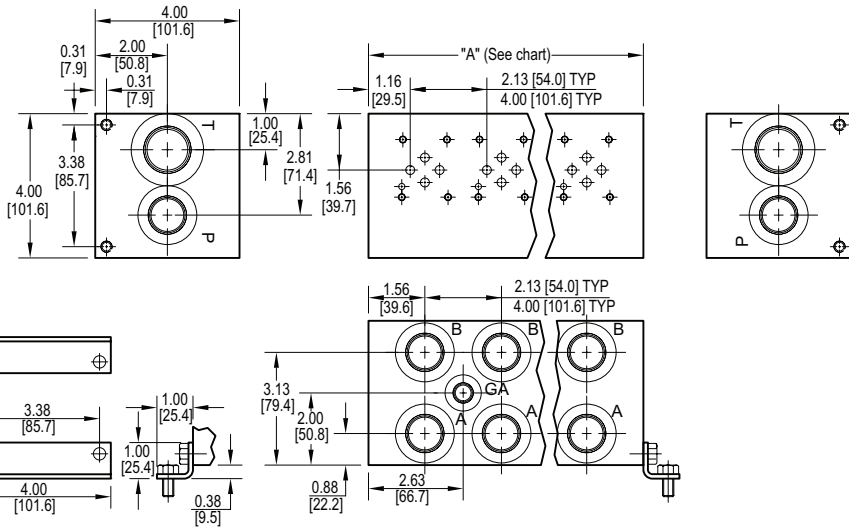 4.00
[101.6]
2.00
[50.8]
0.31
[7.9]
0.31
[7.9]
T
P
1.00
[25.4]
2.81
[71.4]
3.38
[85.7]
4.00
[101.6]
"A" (See chart)
1.16
[29.5]
2.13 [54.0] TYP
4.00 [101.6] TYP
1.56
[39.7]
T
P
1.56
[39.6]
2.13 [54.0] TYP
4.00 [101.6] TYP
B
B
B
GA
A
A
A
3.13
[79.4]
2.00
[50.8]
0.88
[22.2]
2.63
[66.7]
3.38
[85.7]
4.00
[101.6]
1.00
[25.4]
1.00
[25.4]
0.38
[9.5]